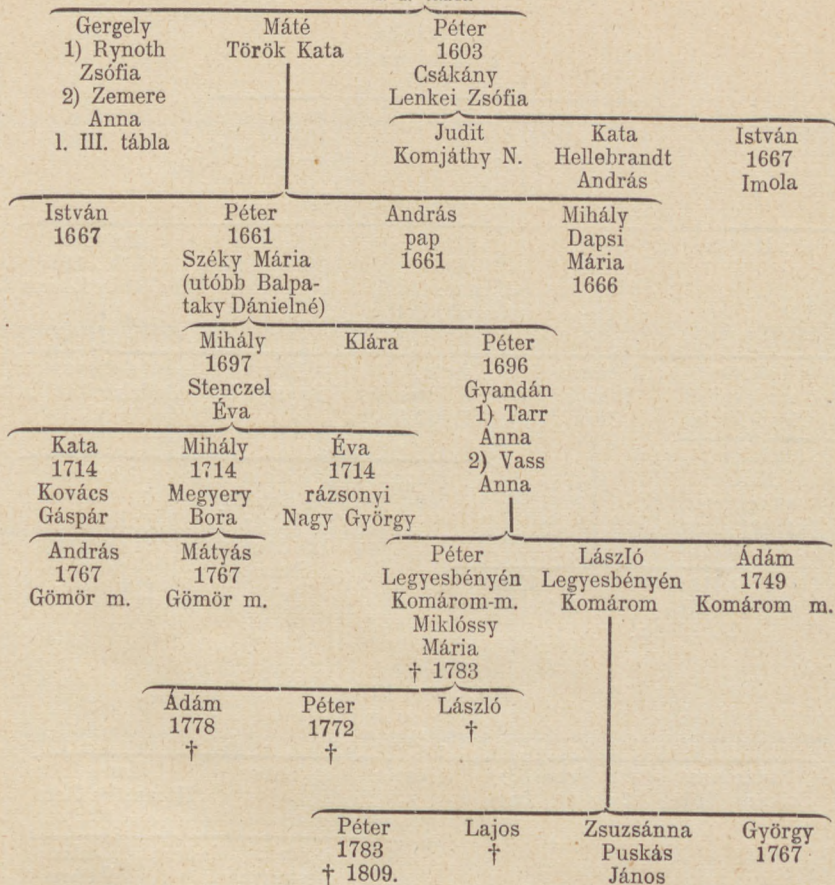 Gergely Máté Péter
1) Rynoth Török Kata 1603
Zsófia Csákány
2) Zemere Lenkei Zsófia
Anna
l. III. tábla
Judit Kata István
Komjáthy N. Hellebrandt 1667
András Imola
István Péter András Mihály
1667 1661 pap Dapsi
Széky Mária 1661 Mária
(utóbb Balpa- 1666
taky Dánielné)
Mihály Klára Péter
1697 1696
Stenczel Gyandán
Éva 1) Tarr
Anna
2) Vass
Anna
Kata Mihály Éva
1714 1714 1714
Kovács Megyery rázsonyi
Gáspár Bora Nagy György
András Mátyás
1767 1767
Gömör m. Gömör m.
Péter László Ádám
Legyesbényén Legyesbényén 1749
Komárom-m. Komárom Komárom m.
Miklóssy
Mária
† 1783
Ádám Péter László
1778 1772 †
† †
Péter Lajos Zsuzsánna György
1783 † Puskás 1767
† 1809. János